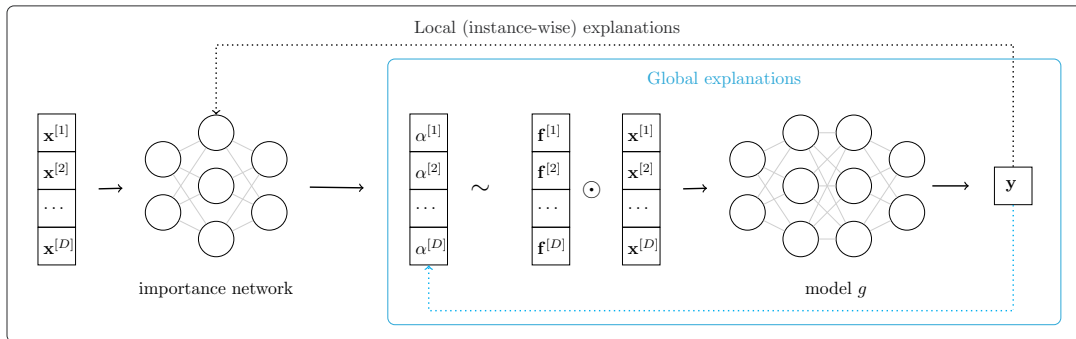 Local (instance-wise) explanations
Global explanations
x^[1]
x^[2]
...
x^[D]
α^[1]
α^[2]
...
α^[D]
∼
f^[1]
f^[2]
...
f^[D]
⊙
x^[1]
x^[2]
...
x^[D]
y
importance network
model g